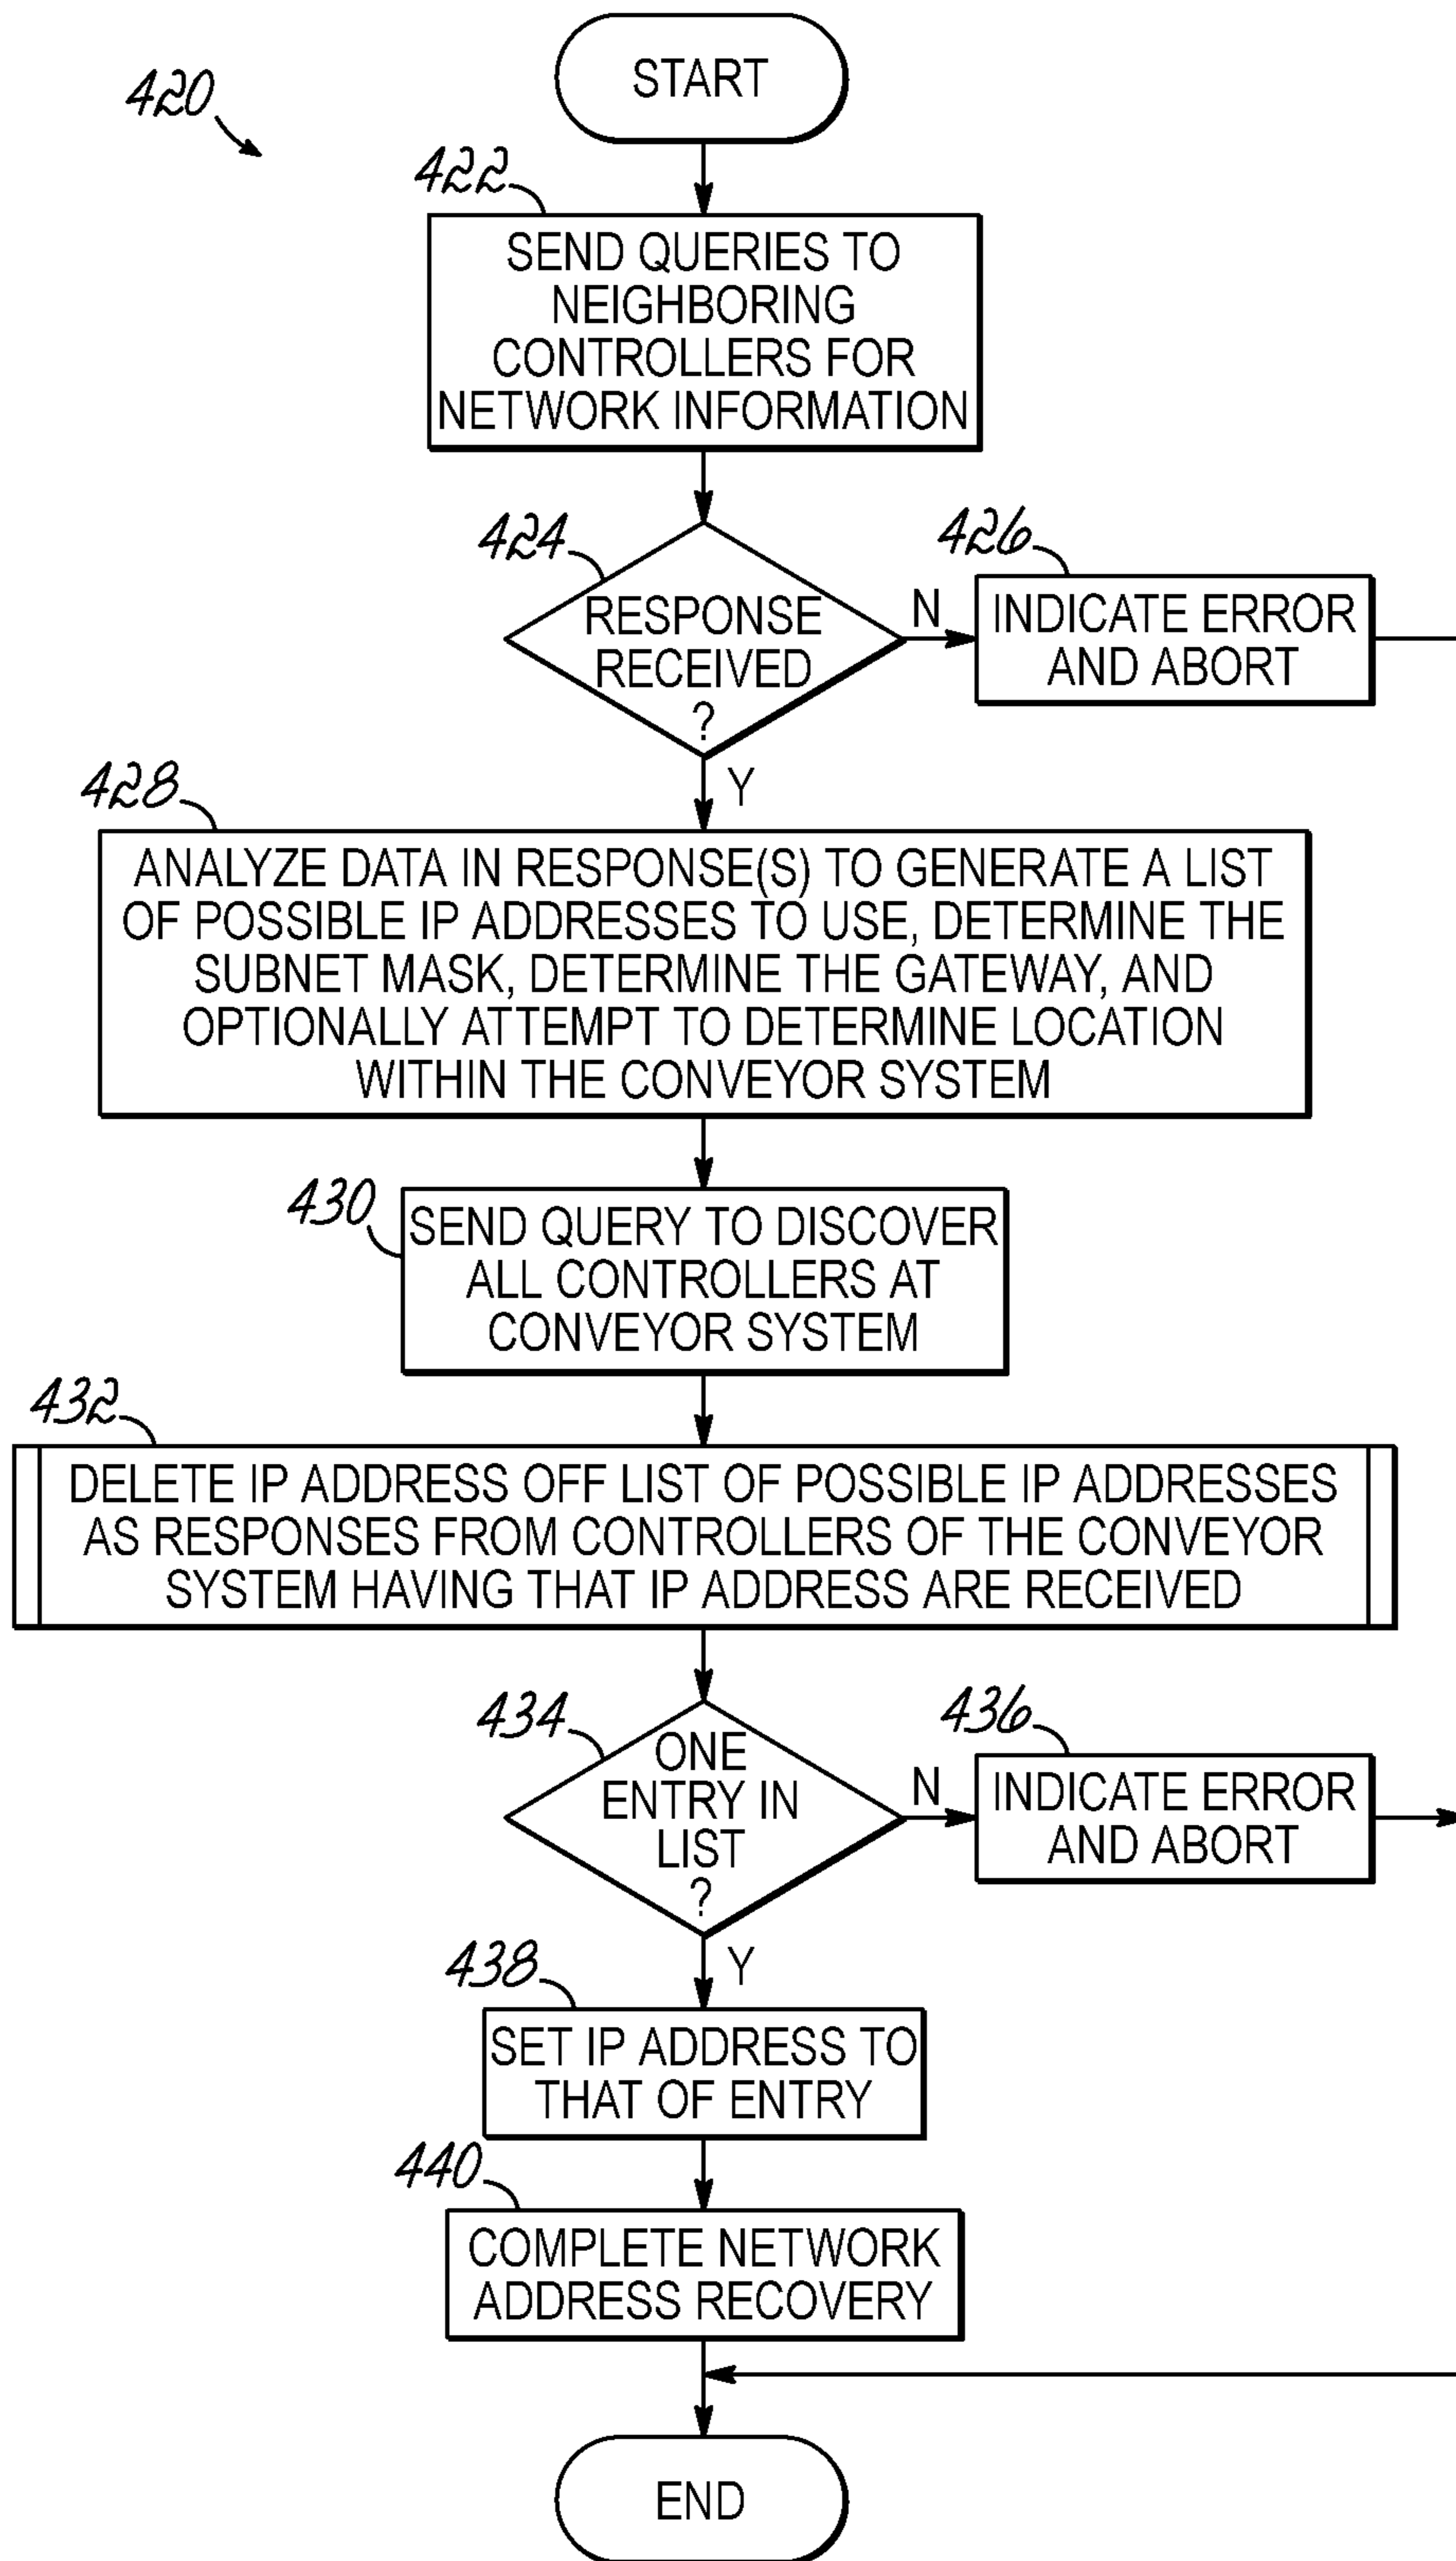 START
420
422
SEND QUERIES TO
NEIGHBORING
CONTROLLERS FOR
NETWORK INFORMATION
424
RESPONSE
RECEIVED
?
N
426
INDICATE ERROR
AND ABORT
Y
428
ANALYZE DATA IN RESPONSE(S) TO GENERATE A LIST
OF POSSIBLE IP ADDRESSES TO USE, DETERMINE THE
SUBNET MASK, DETERMINE THE GATEWAY, AND
OPTIONALLY ATTEMPT TO DETERMINE LOCATION
WITHIN THE CONVEYOR SYSTEM
430
SEND QUERY TO DISCOVER
ALL CONTROLLERS AT
CONVEYOR SYSTEM
432
DELETE IP ADDRESS OFF LIST OF POSSIBLE IP ADDRESSES
AS RESPONSES FROM CONTROLLERS OF THE CONVEYOR
SYSTEM HAVING THAT IP ADDRESS ARE RECEIVED
434
ONE
ENTRY IN
LIST
?
N
436
INDICATE ERROR
AND ABORT
Y
438
SET IP ADDRESS TO
THAT OF ENTRY
440
COMPLETE NETWORK
ADDRESS RECOVERY
END